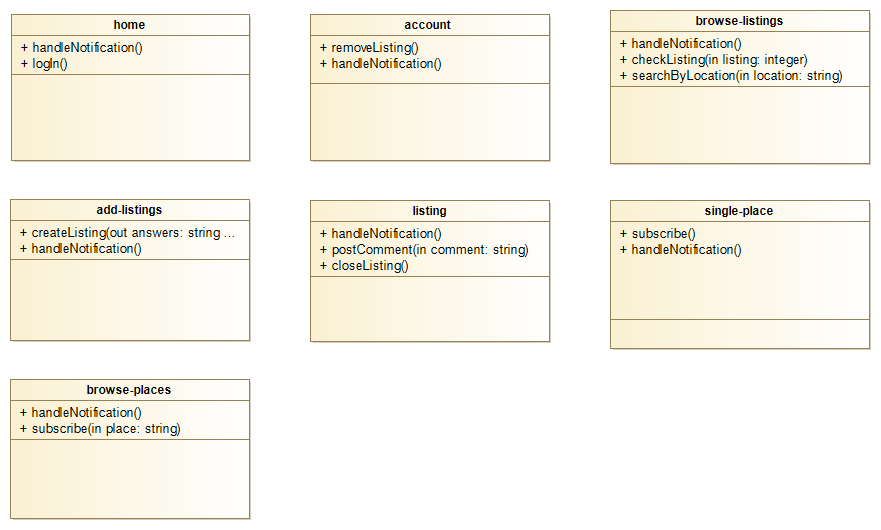 home
+ handleNotification()
+ logIn()
account
+ removeListing()
+ handleNotification()
browse-listings
+ handleNotification()
+ checkListing(in listing: integer)
+ searchByLocation(in location: string)
add-listings
+ createListing(out answers: string ...
+ handleNotification()
listing
+ handleNotification()
+ postComment(in comment: string)
+ closeListing()
single-place
+ subscribe()
+ handleNotification()
browse-places
+ handleNotification()
+ subscribe(in place: string)